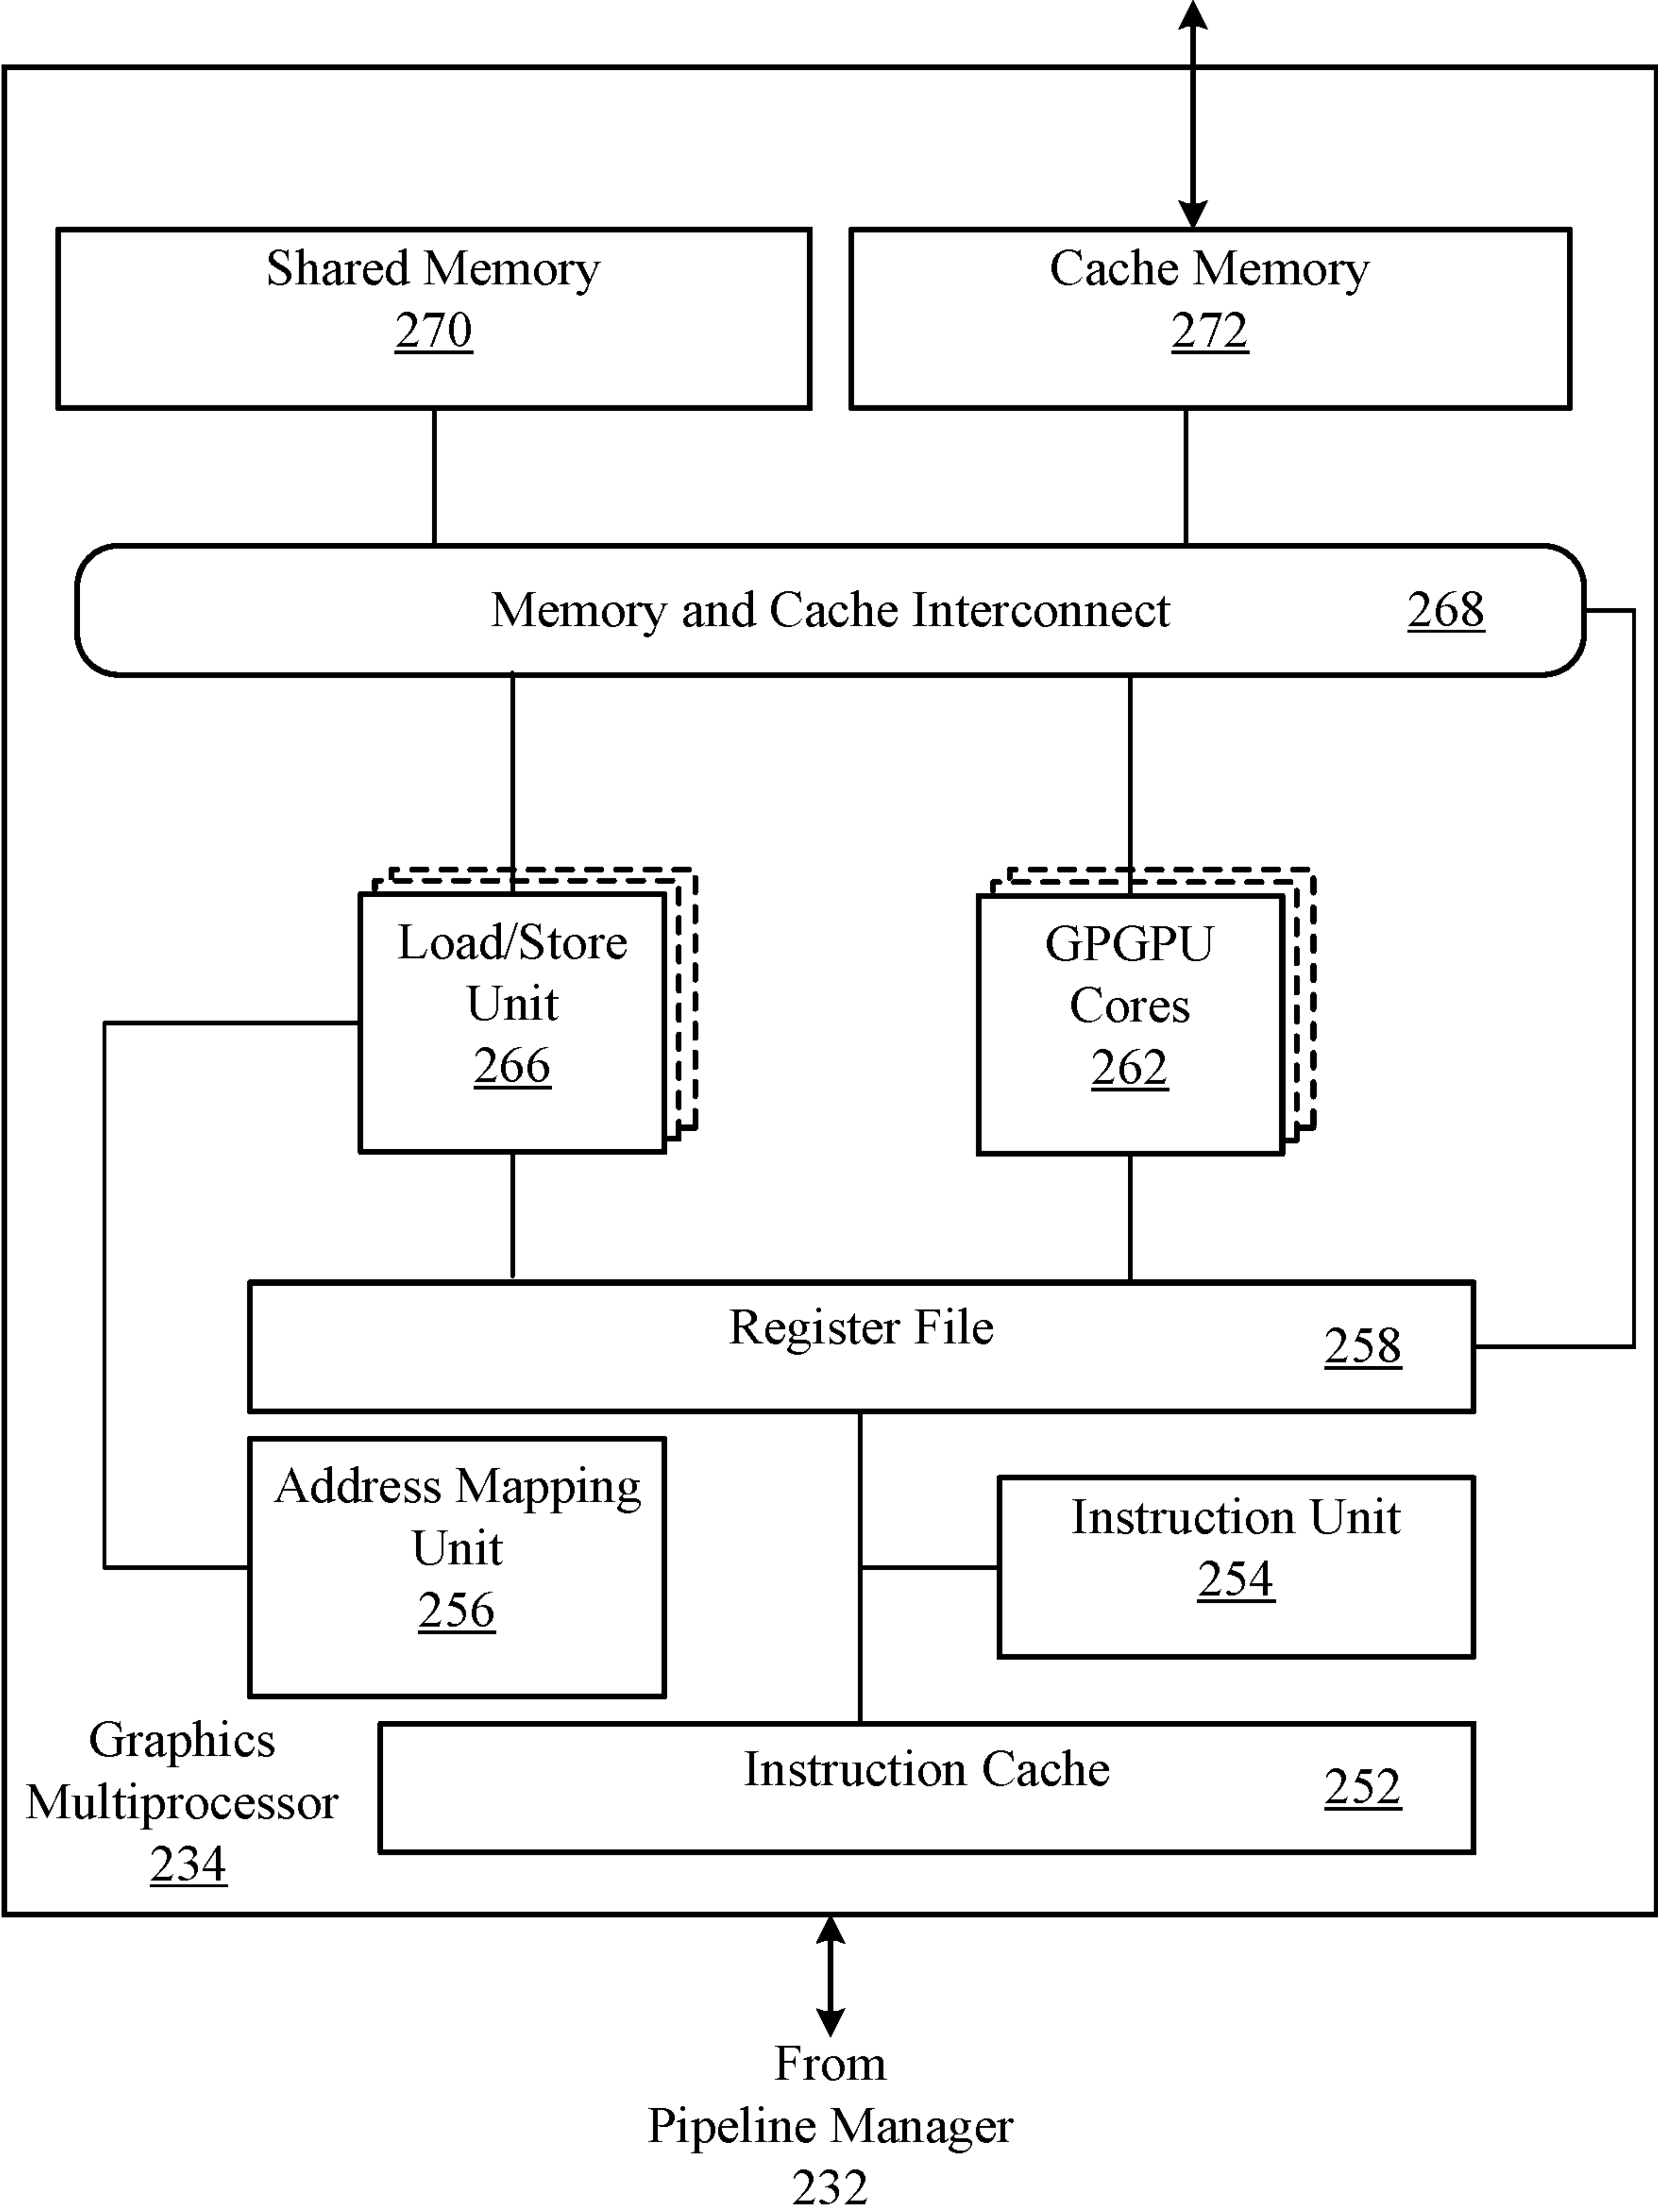 Shared Memory
270
Cache Memory
272
Memory and Cache Interconnect 268
Load/Store
Unit
266
GPGPU
Cores
262
Register File 258
Address Mapping
Unit
256
Instruction Unit
254
Graphics
Multiprocessor
234
Instruction Cache 252
From
Pipeline Manager
232